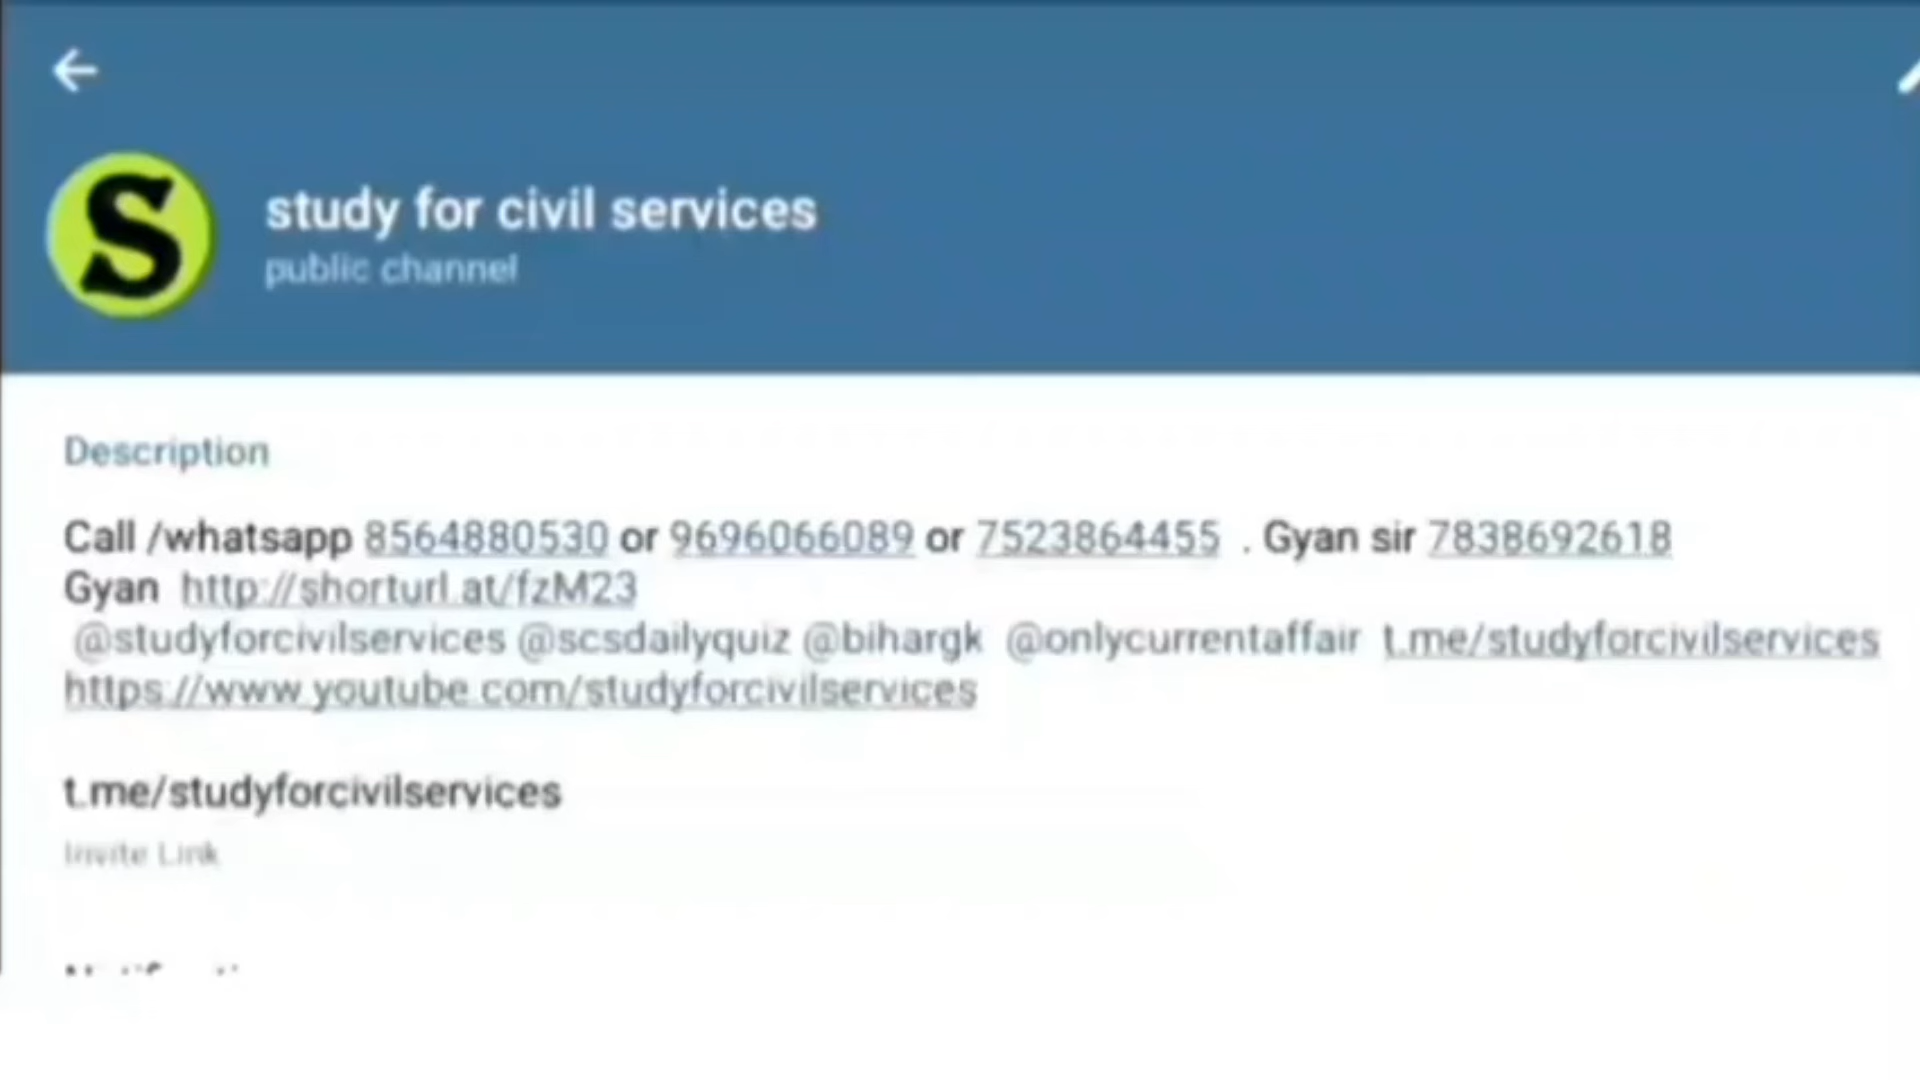 S
study for civil services
public channel
Description
Call /whatsapp 8564880530 or 9696066089 or 7523864455 . Gyan sir 7838692618
Gyan http://shorturl.at/fzM23
@studyforcivilservices @scsdailyquiz @bihargk @onlycurrentaffair t.me/studyforcivilservices
https://www.youtube.com/studyforcivilservices
t.me/studyforcivilservices
Invite Link